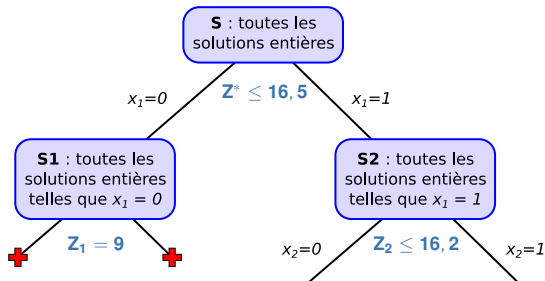 S : toutes les
solutions entières
x₁=0
Z* ≤ 16, 5
x₁=1
S1 : toutes les
solutions entières
telles que x₁ = 0
S2 : toutes les
solutions entières
telles que x₁ = 1
Z₁ = 9
x₂=0
Z₂ ≤ 16, 2
x₂=1